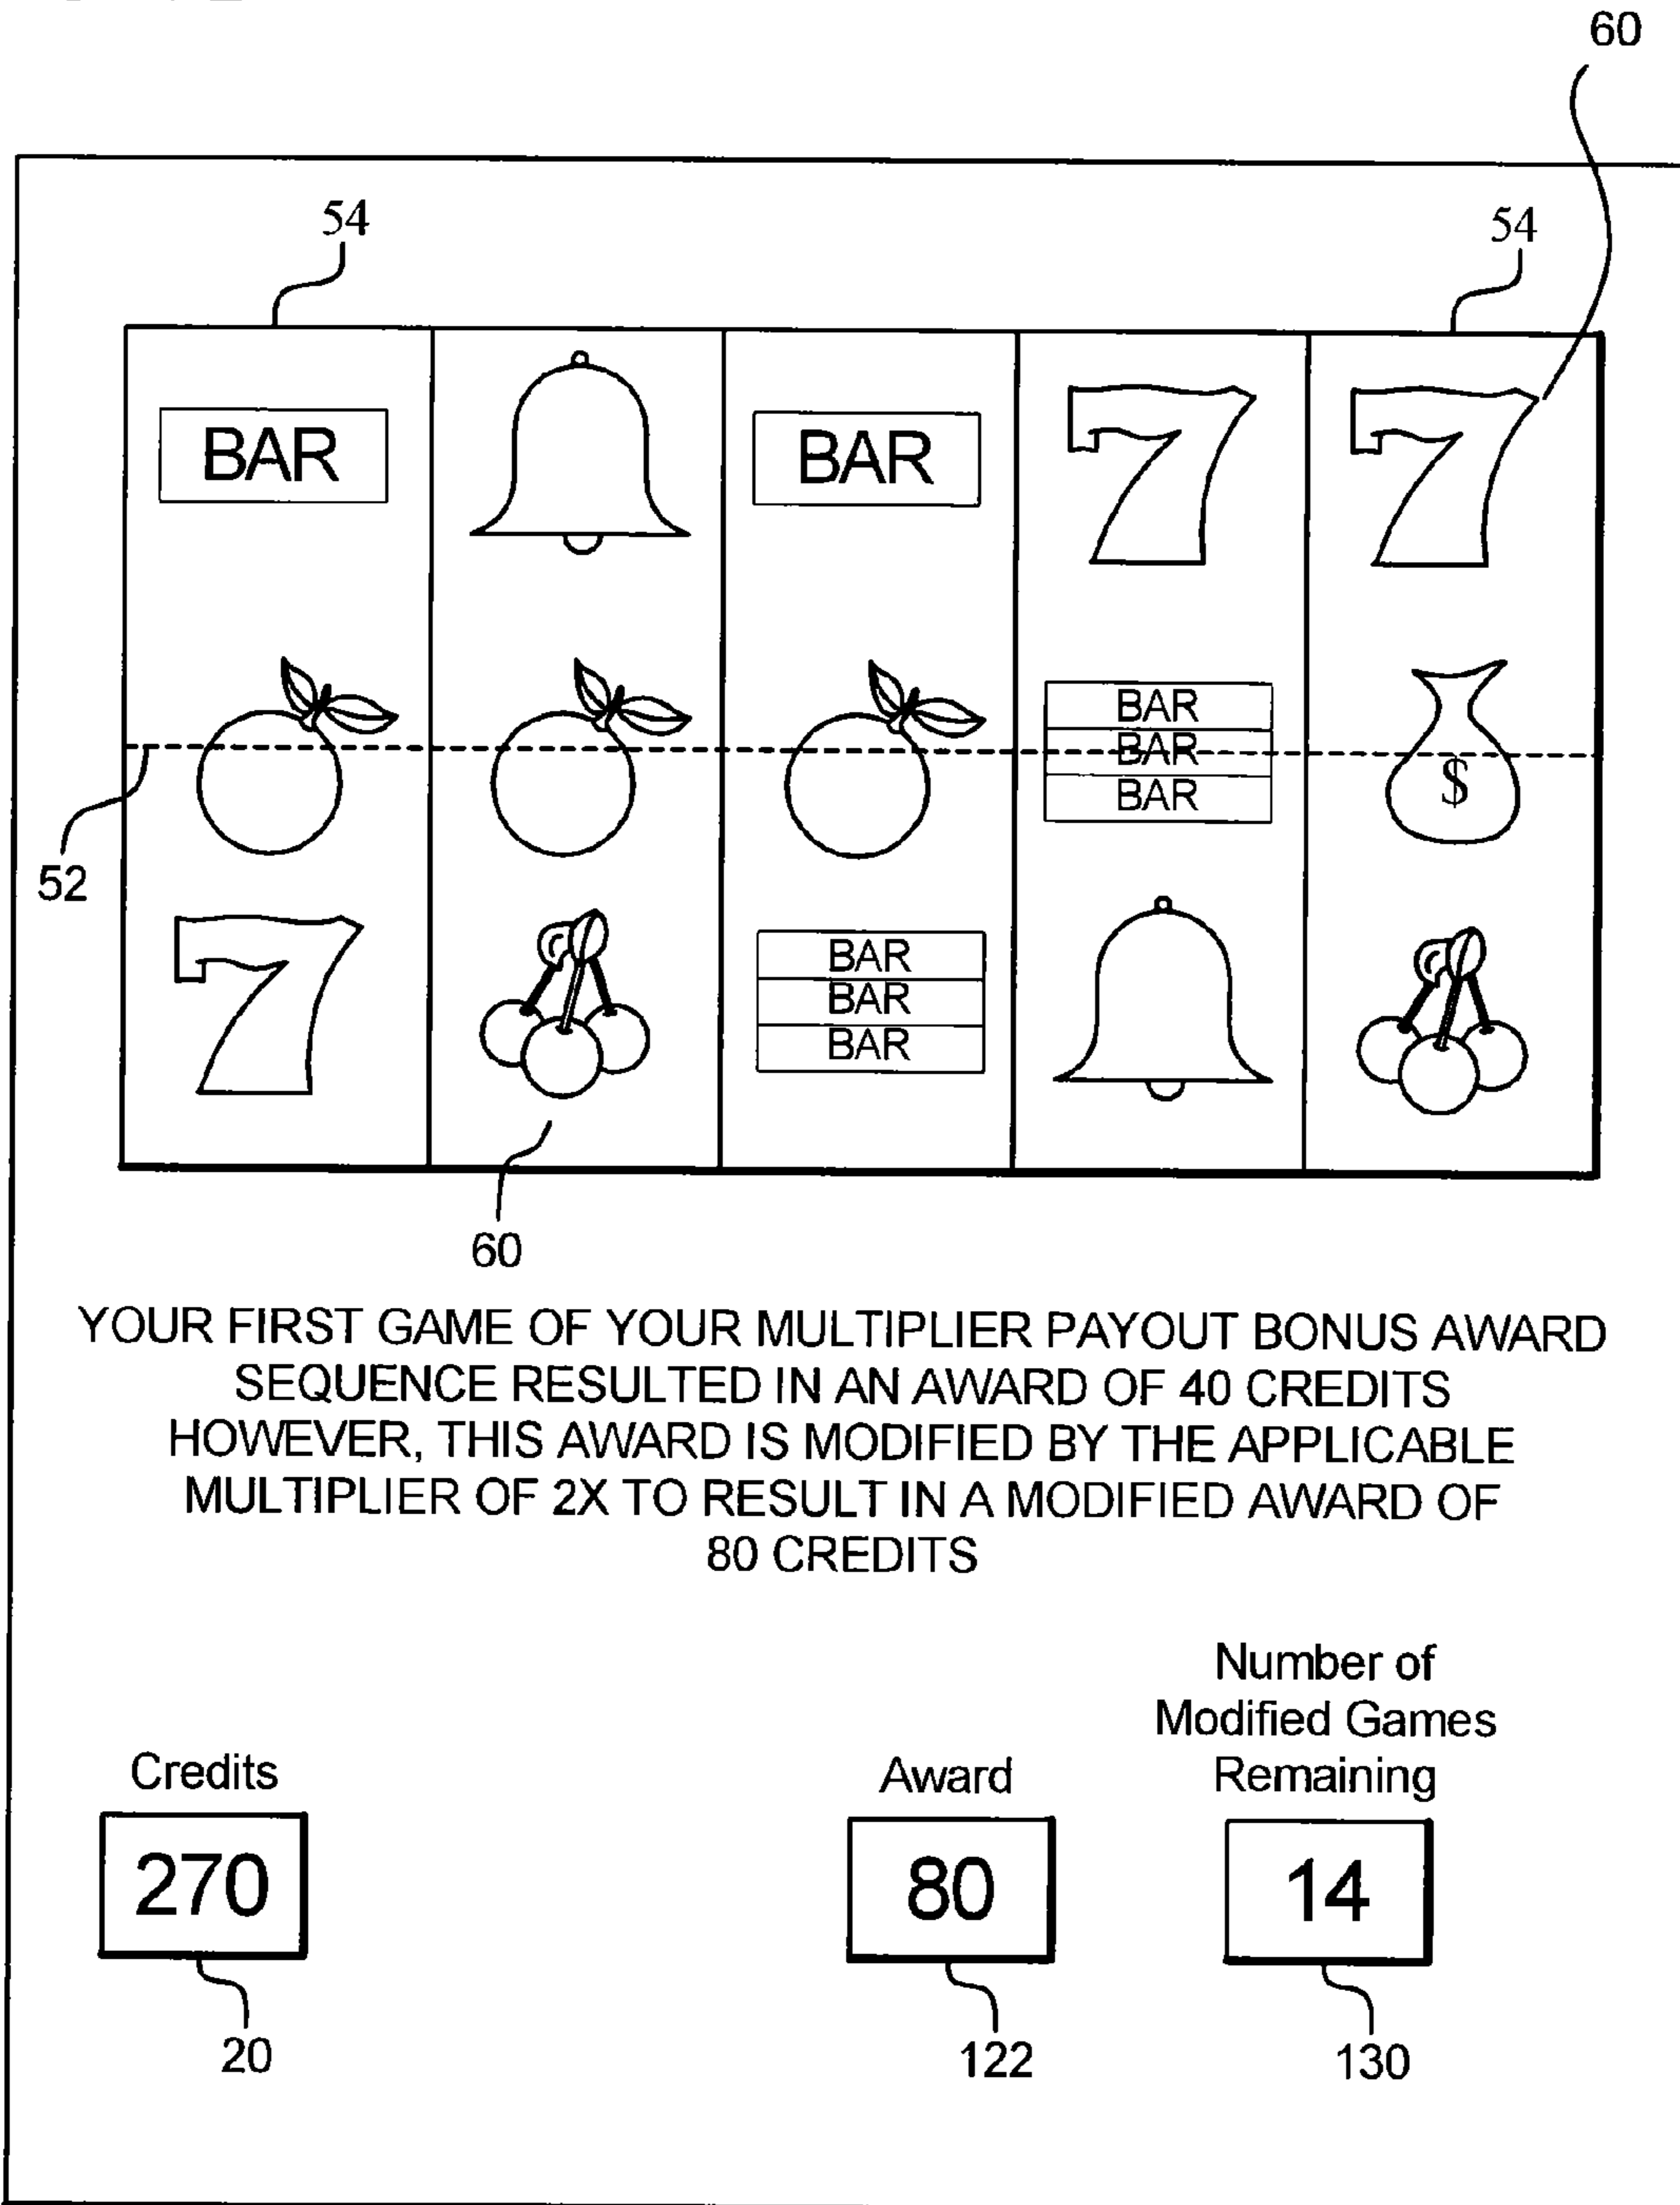 60
54
54
BAR
BAR
7
7
BAR
BAR
BAR
$
52
7
BAR
BAR
BAR
60
YOUR FIRST GAME OF YOUR MULTIPLIER PAYOUT BONUS AWARD
SEQUENCE RESULTED IN AN AWARD OF 40 CREDITS
HOWEVER, THIS AWARD IS MODIFIED BY THE APPLICABLE
MULTIPLIER OF 2X TO RESULT IN A MODIFIED AWARD OF
80 CREDITS
Number of
Modified Games
Remaining
Credits
Award
270
80
14
20
122
130